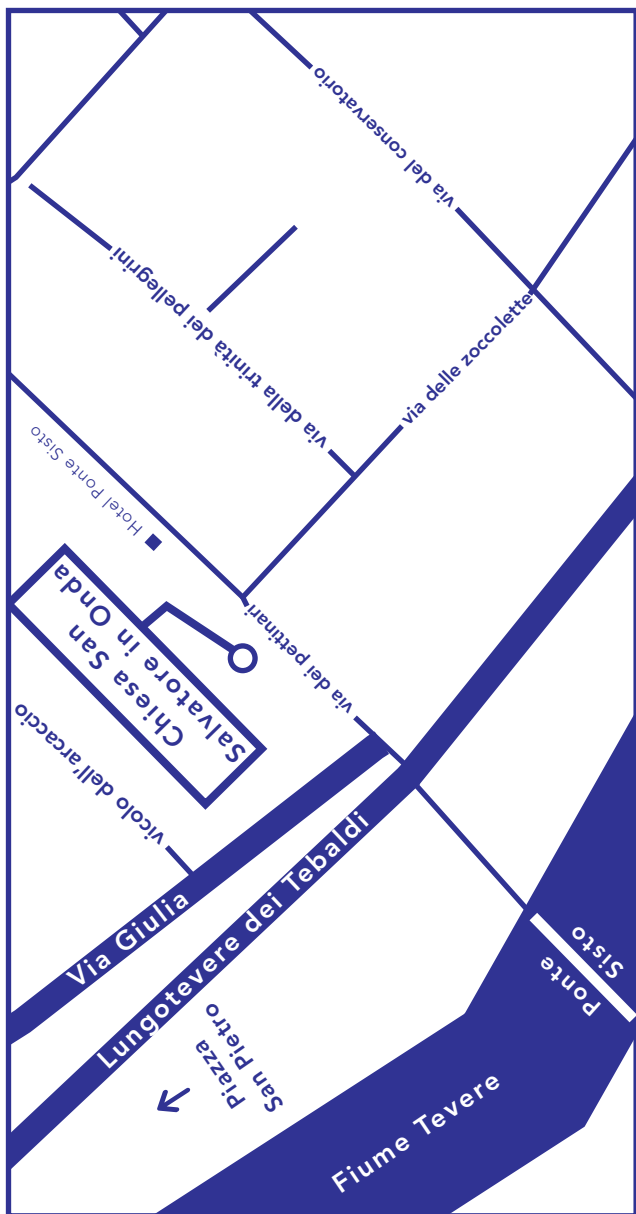 via del conservatorio
via delle zoccolette
via della trinità dei pellegrini
Hotel Ponte Sisto
Chiesa San
Salvatore in Onda
via dei pettinari
vicolo dell'arcaccio
Via Giulia
Lungotevere dei Tebaldi
Ponte
Sisto
Piazza
San Pietro
Fiume Tevere